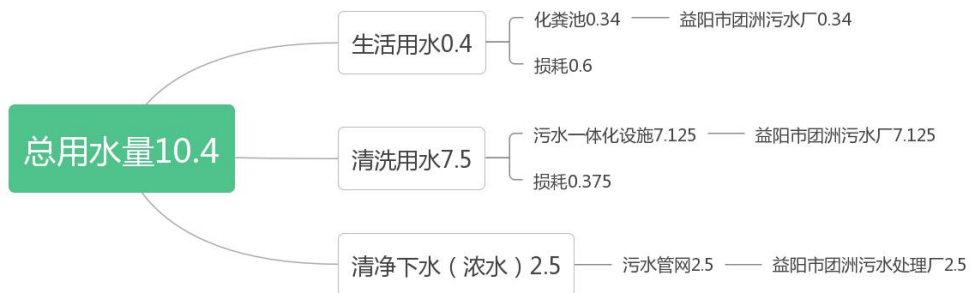 总用水量10.4
生活用水0.4
化粪池0.34
益阳市团洲污水厂0.34
损耗0.6
清洗用水7.5
污水一体化设施7.125
益阳市团洲污水厂7.125
损耗0.375
清净下水（浓水）2.5
污水管网2.5
益阳市团洲污水处理厂2.5